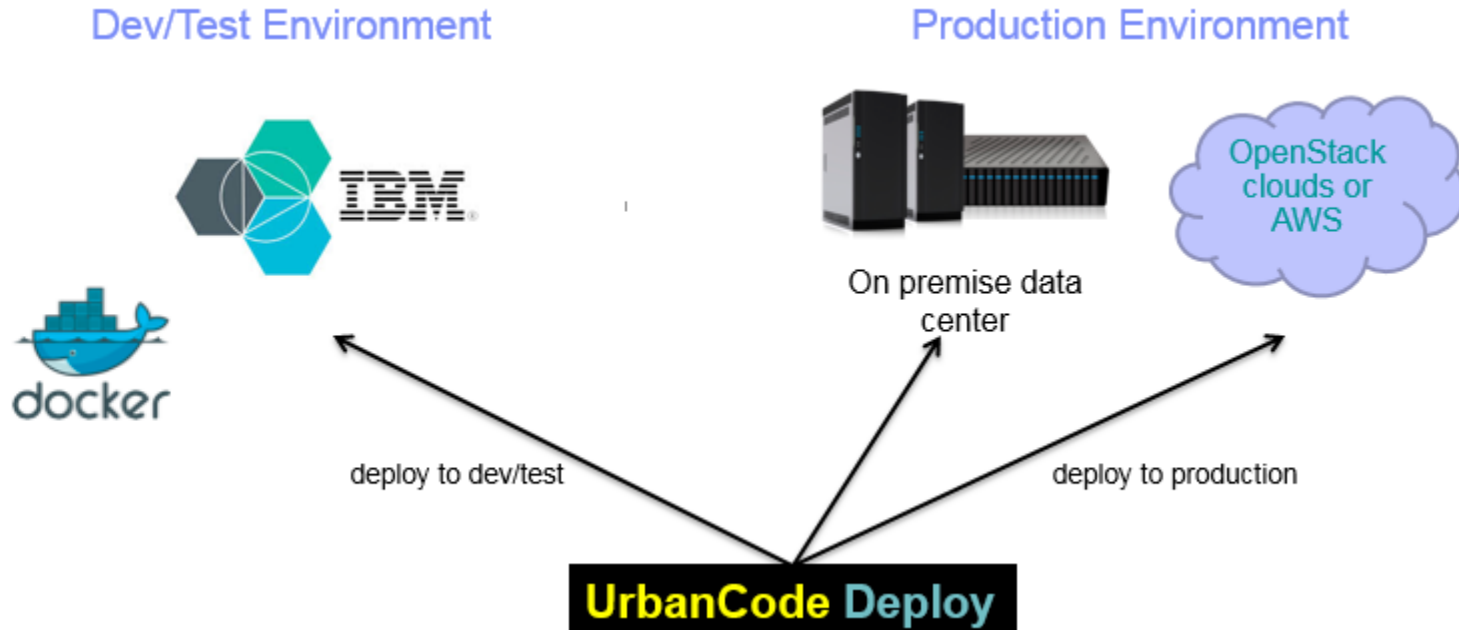 Dev/Test Environment
Production Environment
IBM
®
docker
OpenStack
clouds or
AWS
On premise data
center
deploy to dev/test
deploy to production
UrbanCode Deploy